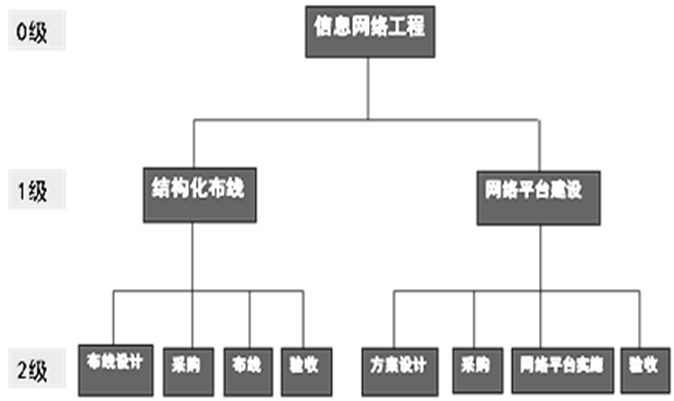 0级
信息网络工程
1级
结构化布线
网络平台建设
2级
布线设计
采购
布线
验收
方案设计
采购
网络平台实施
验收